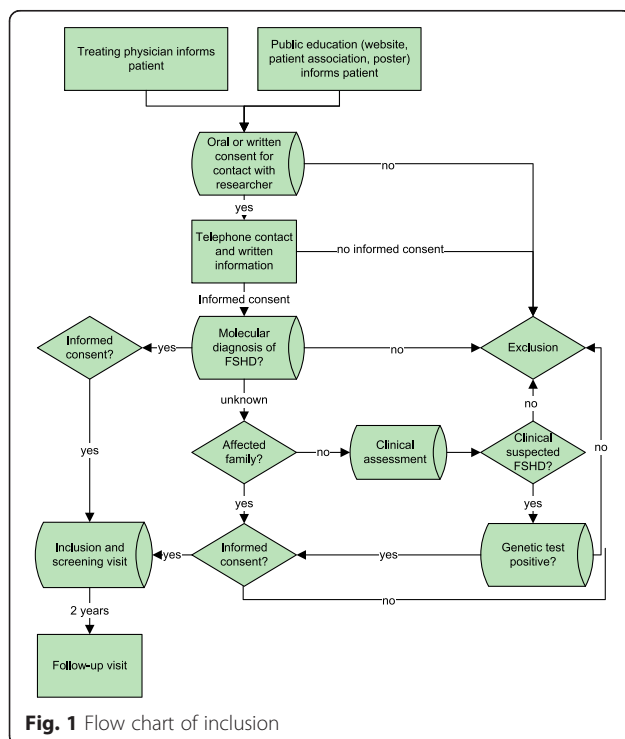 Treating physician informs
patient
Public education (website,
patient association, poster)
informs patient
Oral or written
consent for
contact with
researcher
no
yes
Telephone contact
and written
information
no informed consent
Informed consent
Informed
consent?
yes
Molecular
diagnosis of
FSHD?
no
Exclusion
unknown
no
Affected
family?
no
Clinical
assessment
Clinical
suspected
FSHD?
no
yes
yes
yes
Inclusion and
screening visit
yes
Informed
consent?
yes
Genetic test
positive?
no
2 years
Follow-up visit
Fig. 1 Flow chart of inclusion